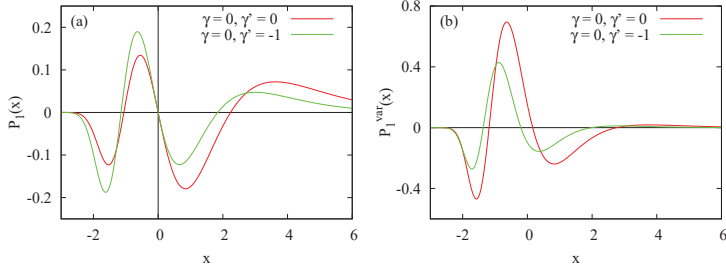 (a)
γ = 0, γ' = 0
γ = 0, γ' = -1
0.2
0.1
0
-0.1
-0.2
P₁(x)
-2 0 2 4 6
x
(b)
γ = 0, γ' = 0
γ = 0, γ' = -1
0.8
0.4
0
-0.4
P₁ᵛᵃʳ(x)
-2 0 2 4 6
x